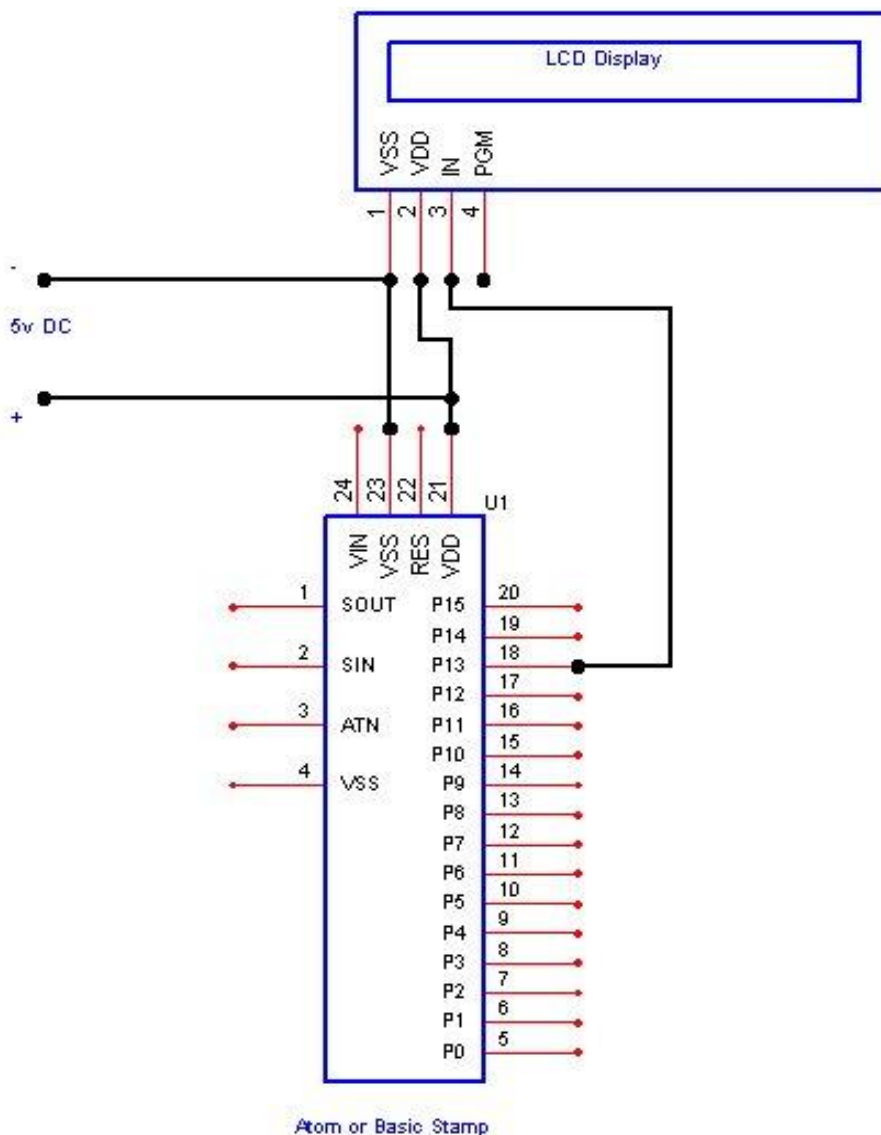 LCD Display
VSS
VDD
IN
PGM
1
2
3
4
-
5v DC
+
24
23
22
21
U1
VIN
VSS
RES
VDD
1 SOUT P15 20
P14 19
2 SIN P13 18
P12 17
3 ATN P11 16
P10 15
4 VSS P9 14
P8 13
P7 12
P6 11
P5 10
P4 9
P3 8
P2 7
P1 6
P0 5
Atom or Basic Stamp